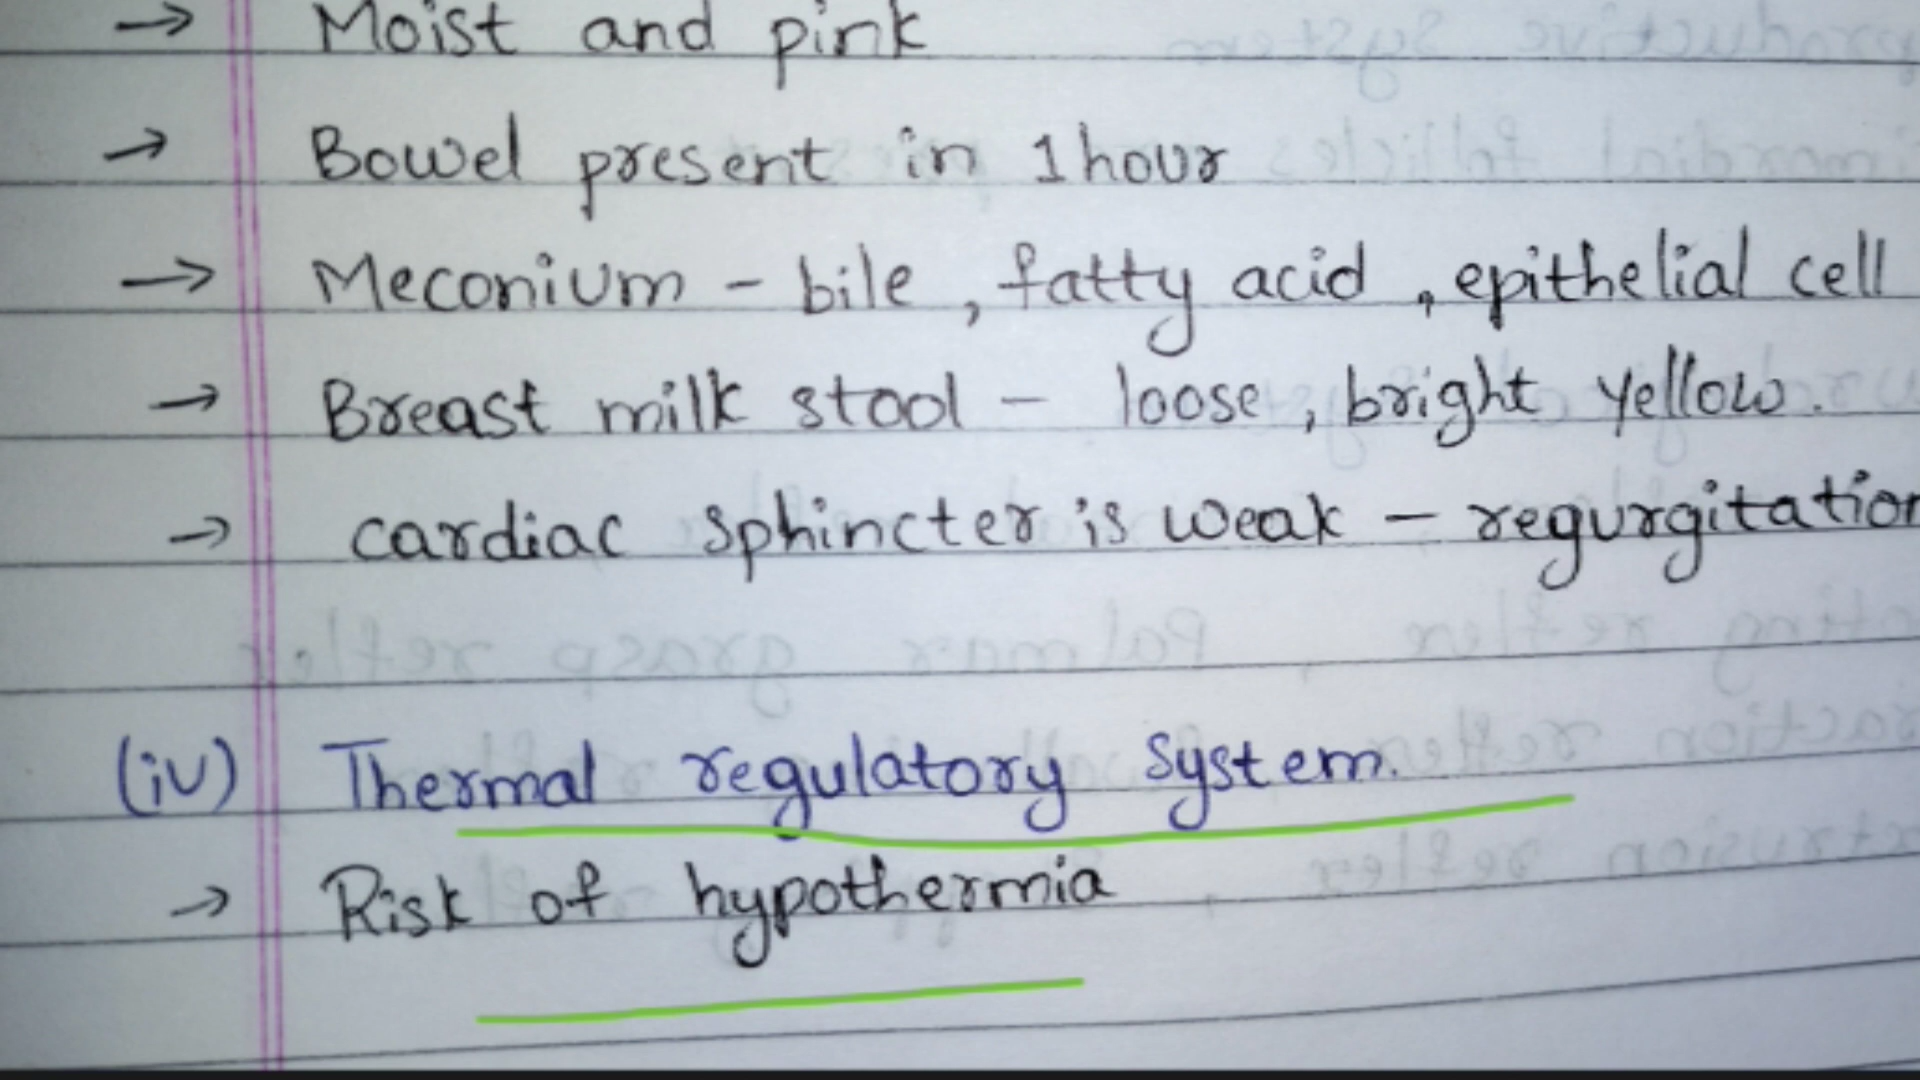 → Moist and pink
→ Bowel present in 1 hour
→ Meconium - bile, fatty acid, epithelial cell
→ Breast milk stool - loose, bright yellow.
→ cardiac sphincter is weak - regurgitation
(iv) Thermal regulatory system.
→ Risk of hypothermia